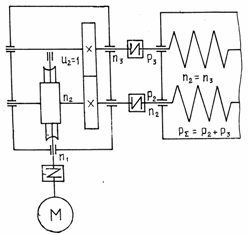 u₂=1
n₃
p₃
n₂=n₃
n₂
p₂
n₂
p_Σ = p₂ + p₃
n₁
M